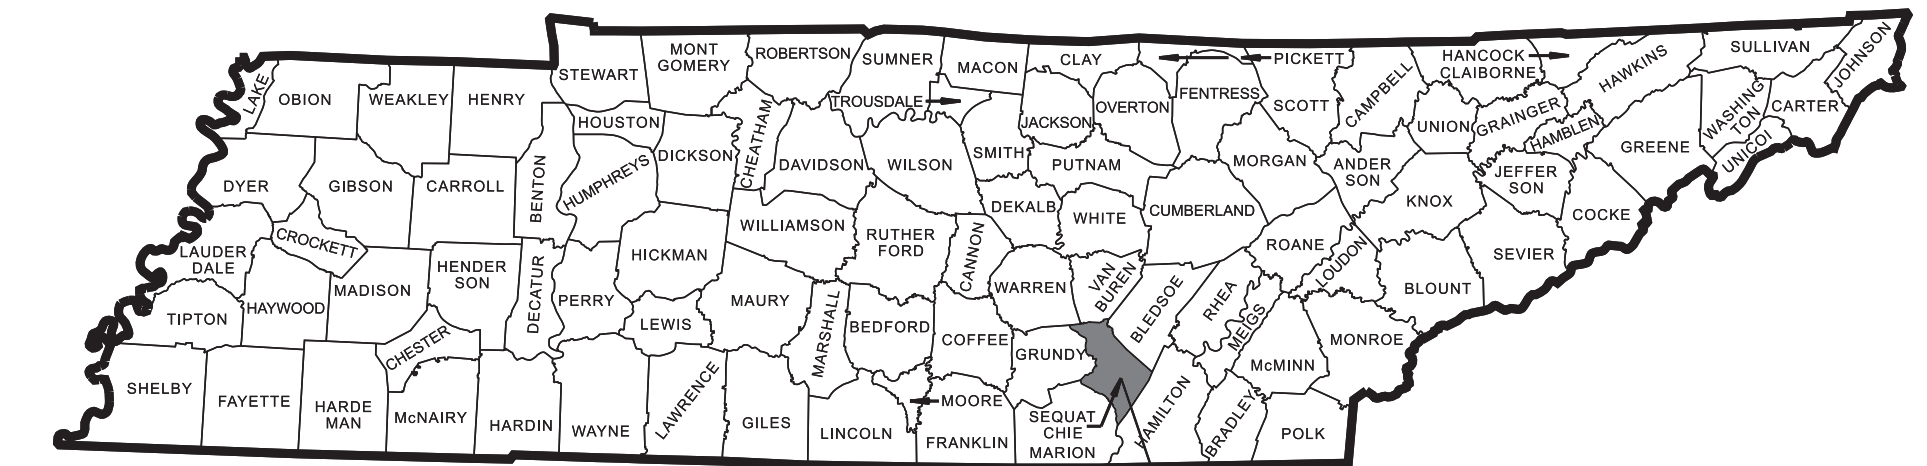 LAKE
OBION
WEAKLEY
HENRY
STEWART
MONT
GOMERY
ROBERTSON
SUMNER
MACON
CLAY
PICKETT
HANCOCK
CLAIBORNE
HAWKINS
SULLIVAN
JOHNSON
TROUSDALE
HOUSTON
CHEATHAM
JACKSON
OVERTON
FENTRESS
SCOTT
CAMPBELL
UNION
GRAINGER
HAMBLEN
GREENE
WASHING
TON
UNICOI
CARTER
DYER
GIBSON
CARROLL
BENTON
HUMPHREYS
DICKSON
DAVIDSON
WILSON
SMITH
PUTNAM
MORGAN
ANDER
SON
KNOX
JEFFER
SON
COCKE
LAUDER
DALE
CROCKETT
HAYWOOD
MADISON
HENDER
SON
DECATUR
PERRY
HICKMAN
WILLIAMSON
RUTHER
FORD
CANNON
DEKALB
WHITE
CUMBERLAND
ROANE
LOUDON
BLOUNT
SEVIER
TIPTON
CHESTER
LEWIS
MAURY
MARSHALL
BEDFORD
COFFEE
WARREN
VAN
BUREN
BLEDSOE
RHEA
MEIGS
McMINN
MONROE
SHELBY
FAYETTE
HARDE
MAN
McNAIRY
HARDIN
WAYNE
LAWRENCE
GILES
LINCOLN
MOORE
FRANKLIN
GRUNDY
SEQUAT
CHIE
MARION
HAMILTON
BRADLEY
POLK